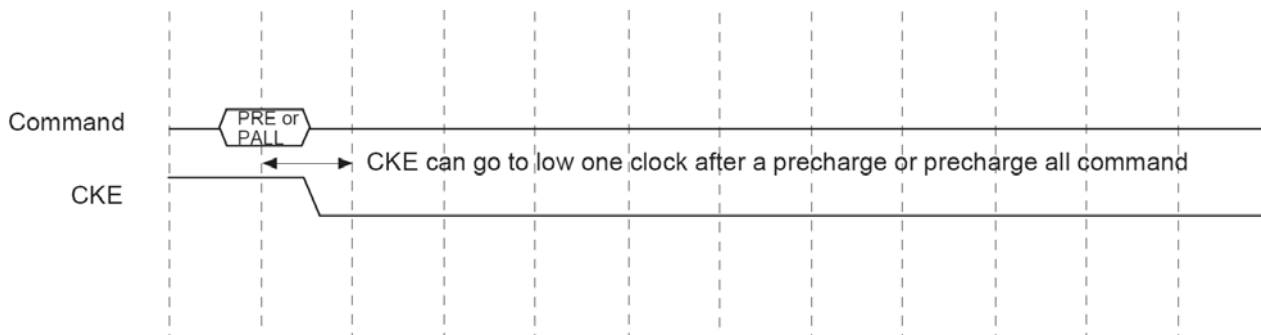 Command
PRE or
PALL
CKE can go to low one clock after a precharge or precharge all command
CKE